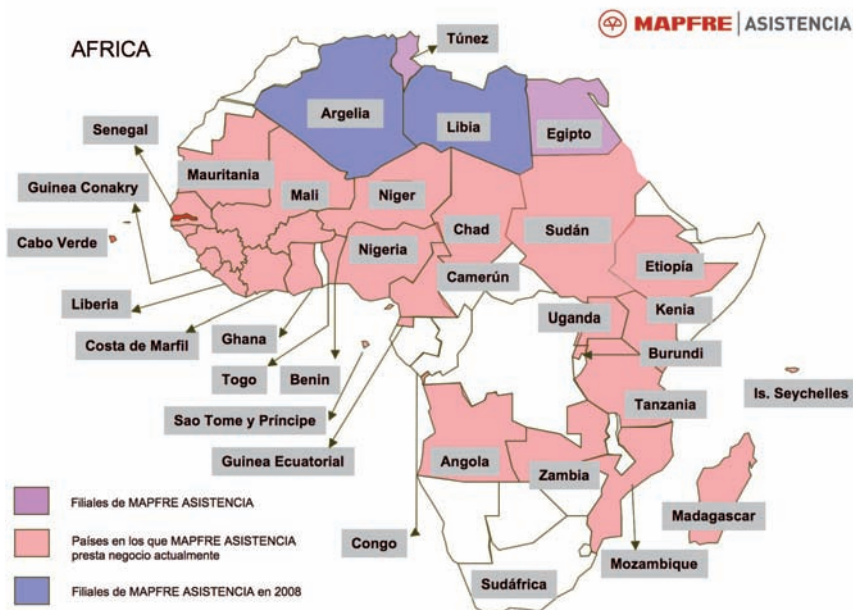 MAPFRE | ASISTENCIA
AFRICA
Túnez
Argelia
Libia
Egipto
Senegal
Mauritania
Guinea Conakry
Mali
Niger
Chad
Sudán
Cabo Verde
Nigeria
Etiopía
Camerún
Liberia
Uganda
Kenia
Costa de Marfil
Ghana
Burundi
Togo
Benin
Is. Seychelles
Tanzania
Sao Tome y Príncipe
Guinea Ecuatorial
Angola
Zambia
Filiales de MAPFRE ASISTENCIA
Madagascar
Países en los que MAPFRE ASISTENCIA
presta negocio actualmente
Congo
Mozambique
Sudáfrica
Filiales de MAPFRE ASISTENCIA en 2008